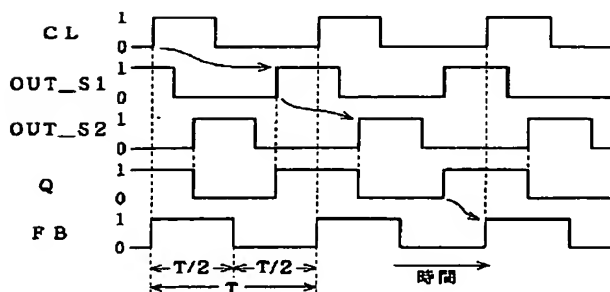 CL 1 0
OUT_S1 1 0
OUT_S2 1 0
Q 1 0
FB 1 0
T/2 T/2 時間
T